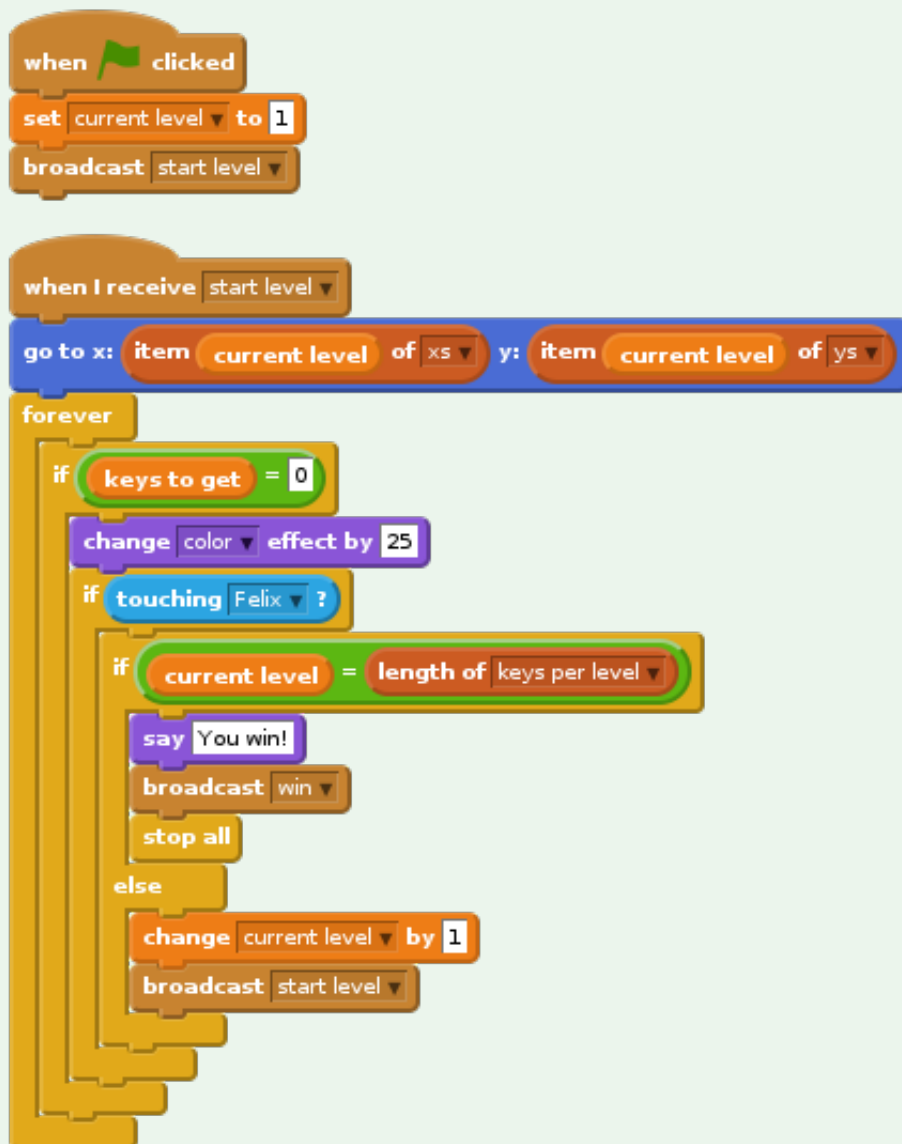 when clicked
set current level to 1
broadcast start level
when I receive start level
go to x: item current level of xs y: item current level of ys
forever
if keys to get = 0
change color effect by 25
if touching Felix ?
if current level = length of keys per level
say You win!
broadcast win
stop all
else
change current level by 1
broadcast start level